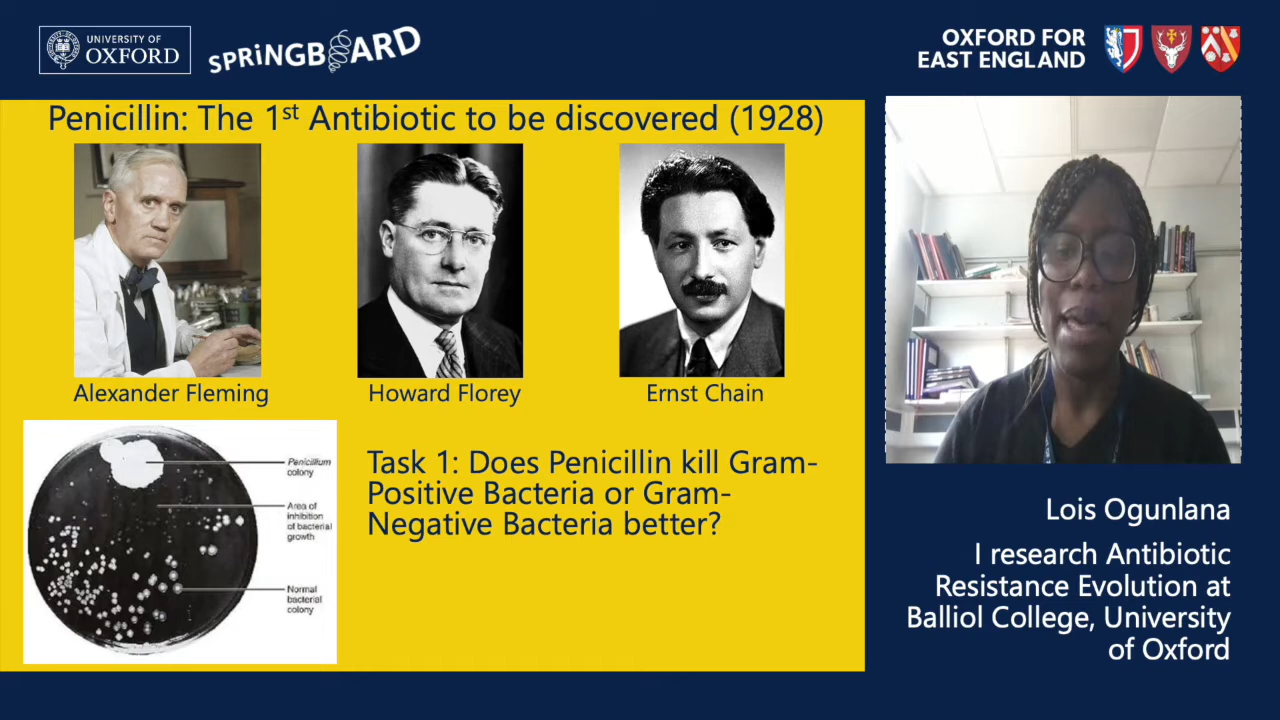 UNIVERSITY OF
OXFORD
SPRiNGBOARD
OXFORD FOR
EAST ENGLAND
Penicillin: The 1st Antibiotic to be discovered (1928)
Alexander Fleming
Howard Florey
Ernst Chain
Penicillium
colony
Area of
inhibition
of bacterial
growth
Normal
bacterial
colony
Task 1: Does Penicillin kill Gram-
Positive Bacteria or Gram-
Negative Bacteria better?
Lois Ogunlana
I research Antibiotic
Resistance Evolution at
Balliol College, University
of Oxford